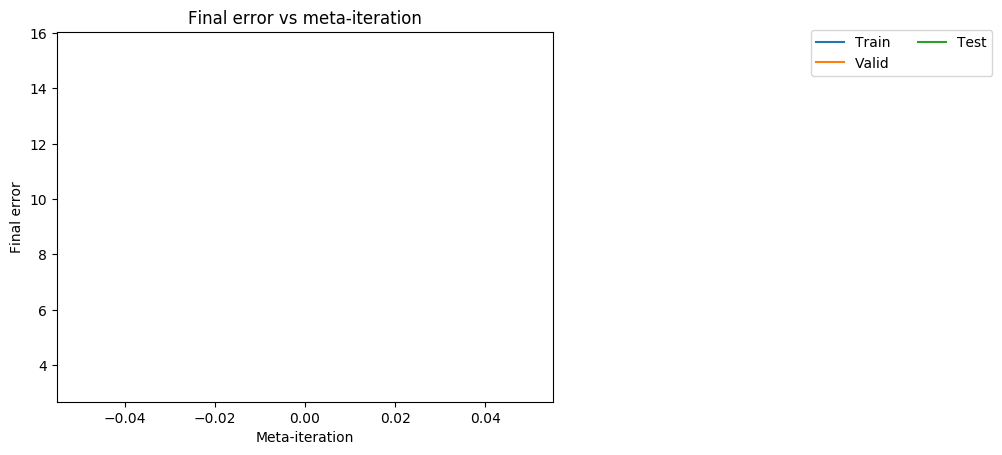 Final error vs meta-iteration
Train
Valid
Test
16
14
12
10
8
6
4
Final error
−0.04
−0.02
0.00
0.02
0.04
Meta-iteration